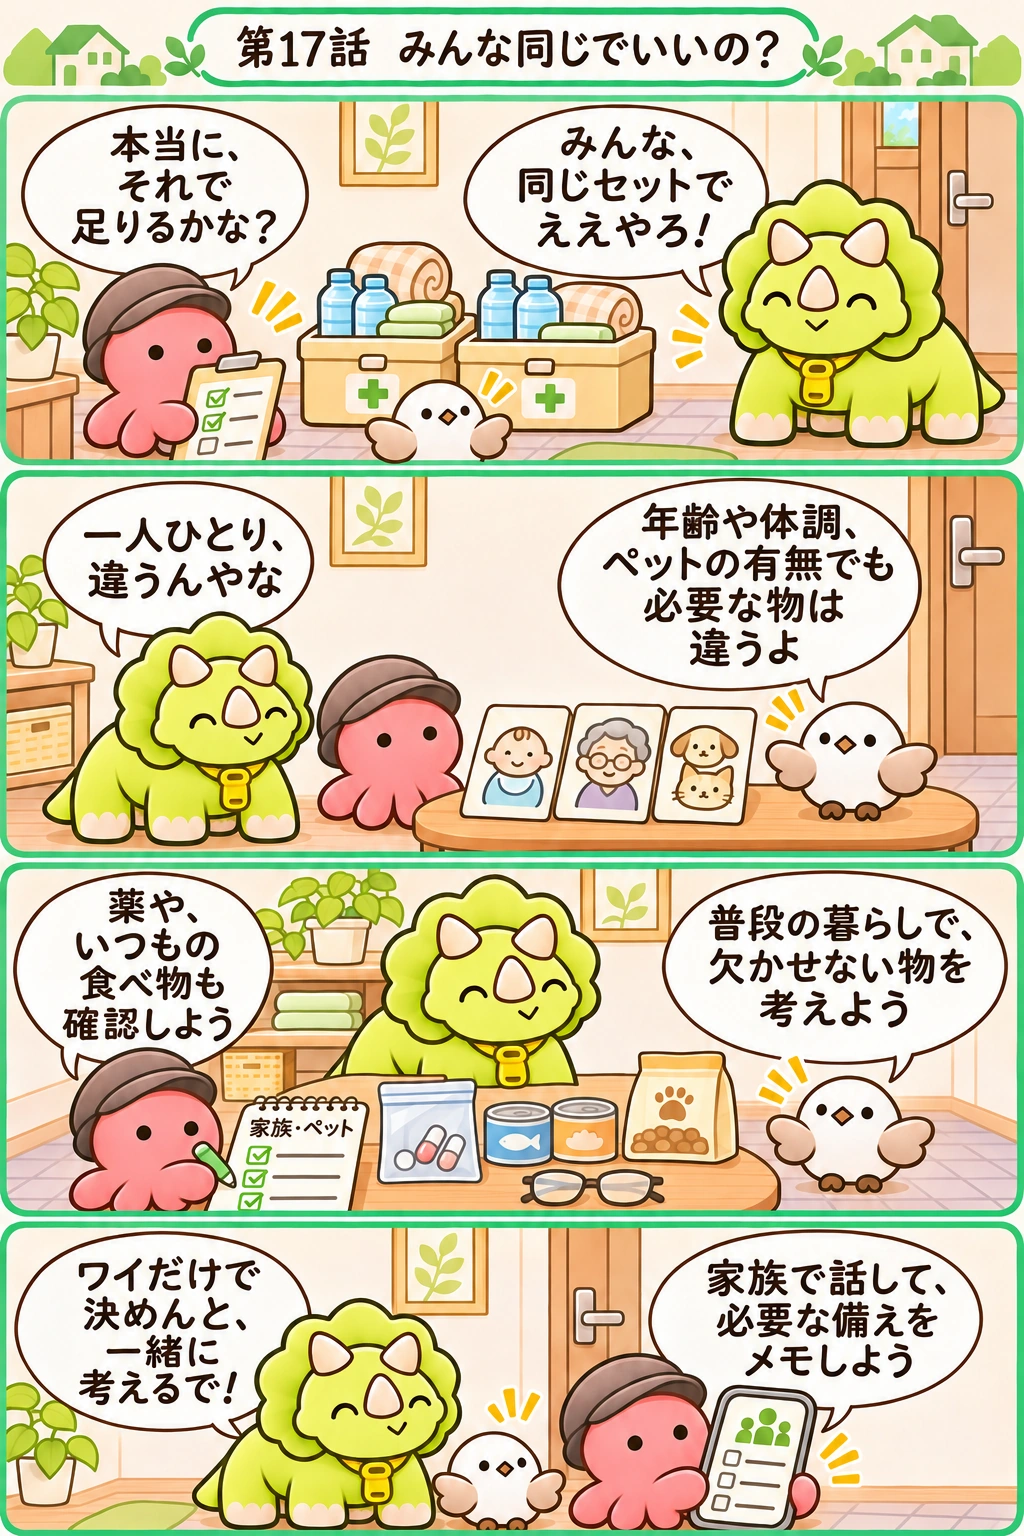 第17話 みんな同じでいいの？
本当に、
それで
足りるかな？
みんな、
同じセットで
ええやろ！
一人ひとり、
違うんやな
年齢や体調、
ペットの有無でも
必要な物は
違うよ
薬や、
いつもの
食べ物も
確認しよう
普段の暮らしで、
欠かせない物を
考えよう
家族・ペット
ワイだけで
決めんと、
一緒に
考えるで！
家族で話して、
必要な備えを
メモしよう